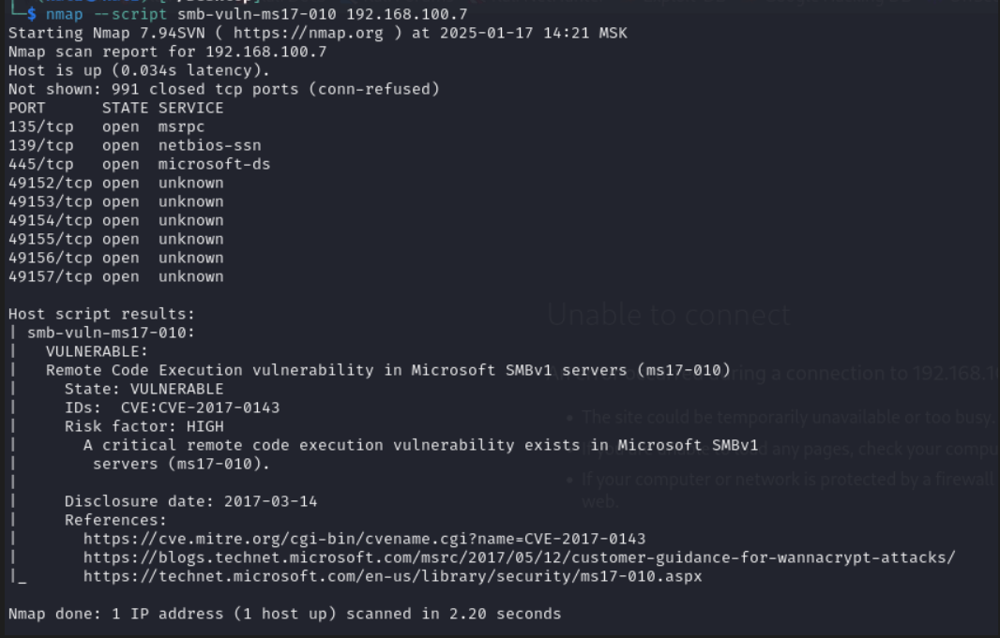 └─$ nmap --script smb-vuln-ms17-010 192.168.100.7
Starting Nmap 7.94SVN ( https://nmap.org ) at 2025-01-17 14:21 MSK
Nmap scan report for 192.168.100.7
Host is up (0.034s latency).
Not shown: 991 closed tcp ports (conn-refused)
PORT      STATE SERVICE
135/tcp   open  msrpc
139/tcp   open  netbios-ssn
445/tcp   open  microsoft-ds
49152/tcp open  unknown
49153/tcp open  unknown
49154/tcp open  unknown
49155/tcp open  unknown
49156/tcp open  unknown
49157/tcp open  unknown
Host script results:
Unable to connect
| smb-vuln-ms17-010:
|   VULNERABLE:
|   Remote Code Execution vulnerability in Microsoft SMBv1 servers (ms17-010)
ring a connection to 192.168.1
|     State: VULNERABLE
|     IDs:  CVE:CVE-2017-0143
• The site could be temporarily unavailable or too busy.
|     Risk factor: HIGH
|       A critical remote code execution vulnerability exists in Microsoft SMBv1
any pages, check your compu
|        servers (ms17-010).
|
• If your computer or network is protected by a firewall
web.
|     Disclosure date: 2017-03-14
|     References:
|       https://cve.mitre.org/cgi-bin/cvename.cgi?name=CVE-2017-0143
|       https://blogs.technet.microsoft.com/msrc/2017/05/12/customer-guidance-for-wannacrypt-attacks/
|_      https://technet.microsoft.com/en-us/library/security/ms17-010.aspx
Nmap done: 1 IP address (1 host up) scanned in 2.20 seconds